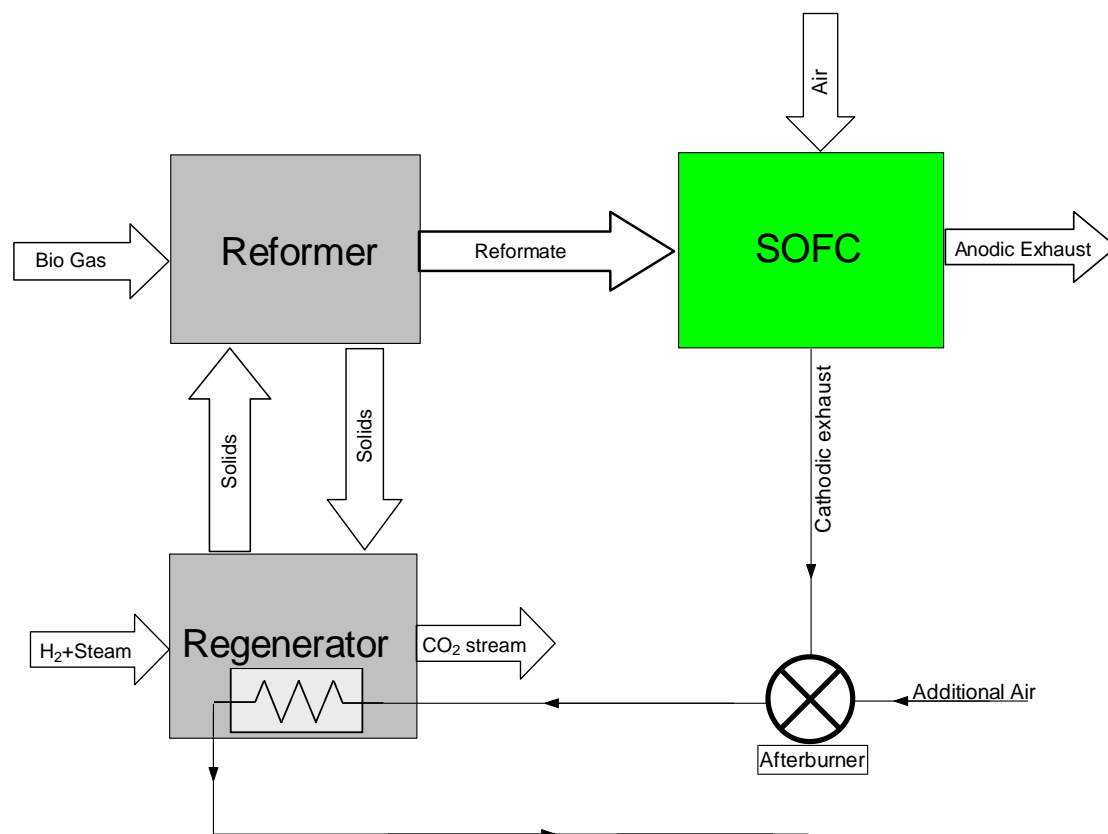 Air
Reformer
SOFC
Bio Gas
Reformate
Anodic Exhaust
Solids
Solids
Cathodic exhaust
H₂+Steam
Regenerator
CO₂ stream
Additional Air
Afterburner